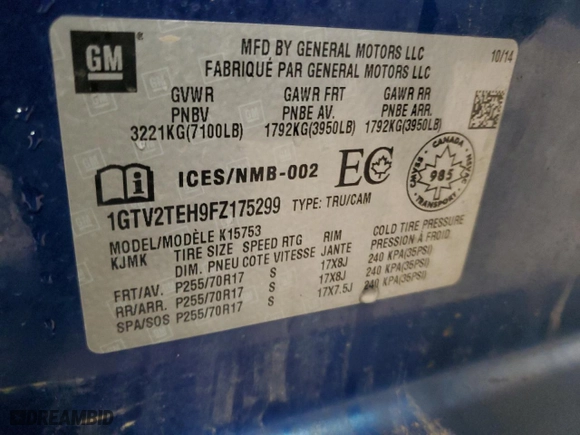 GM
MFD BY GENERAL MOTORS LLC
10/14
FABRIQUÉ PAR GENERAL MOTORS LLC
GVWR GAWR FRT GAWR RR
PNBV PNBE AV. PNBE ARR.
3221KG(7100LB) 1792KG(3950LB) 1792KG(3950LB)
ICES/NMB-002 EC
CANADA
CMVSS 985 NSVAC
1GTV2TEH9FZ175299 TYPE: TRU/CAM
MODEL/MODÈLE K15753
KJMK TIRE SIZE SPEED RTG RIM COLD TIRE PRESSURE
DIM. PNEU COTE VITESSE JANTE PRESSION À FROID.
FRT/AV. P255/70R17 S 17X8J 240 KPA(35PSI)
RR/ARR. P255/70R17 S 17X8J 240 KPA(35PSI)
SPA/SOS P255/70R17 S 17X7.5J 240 KPA(35PSI)
DREAMBID